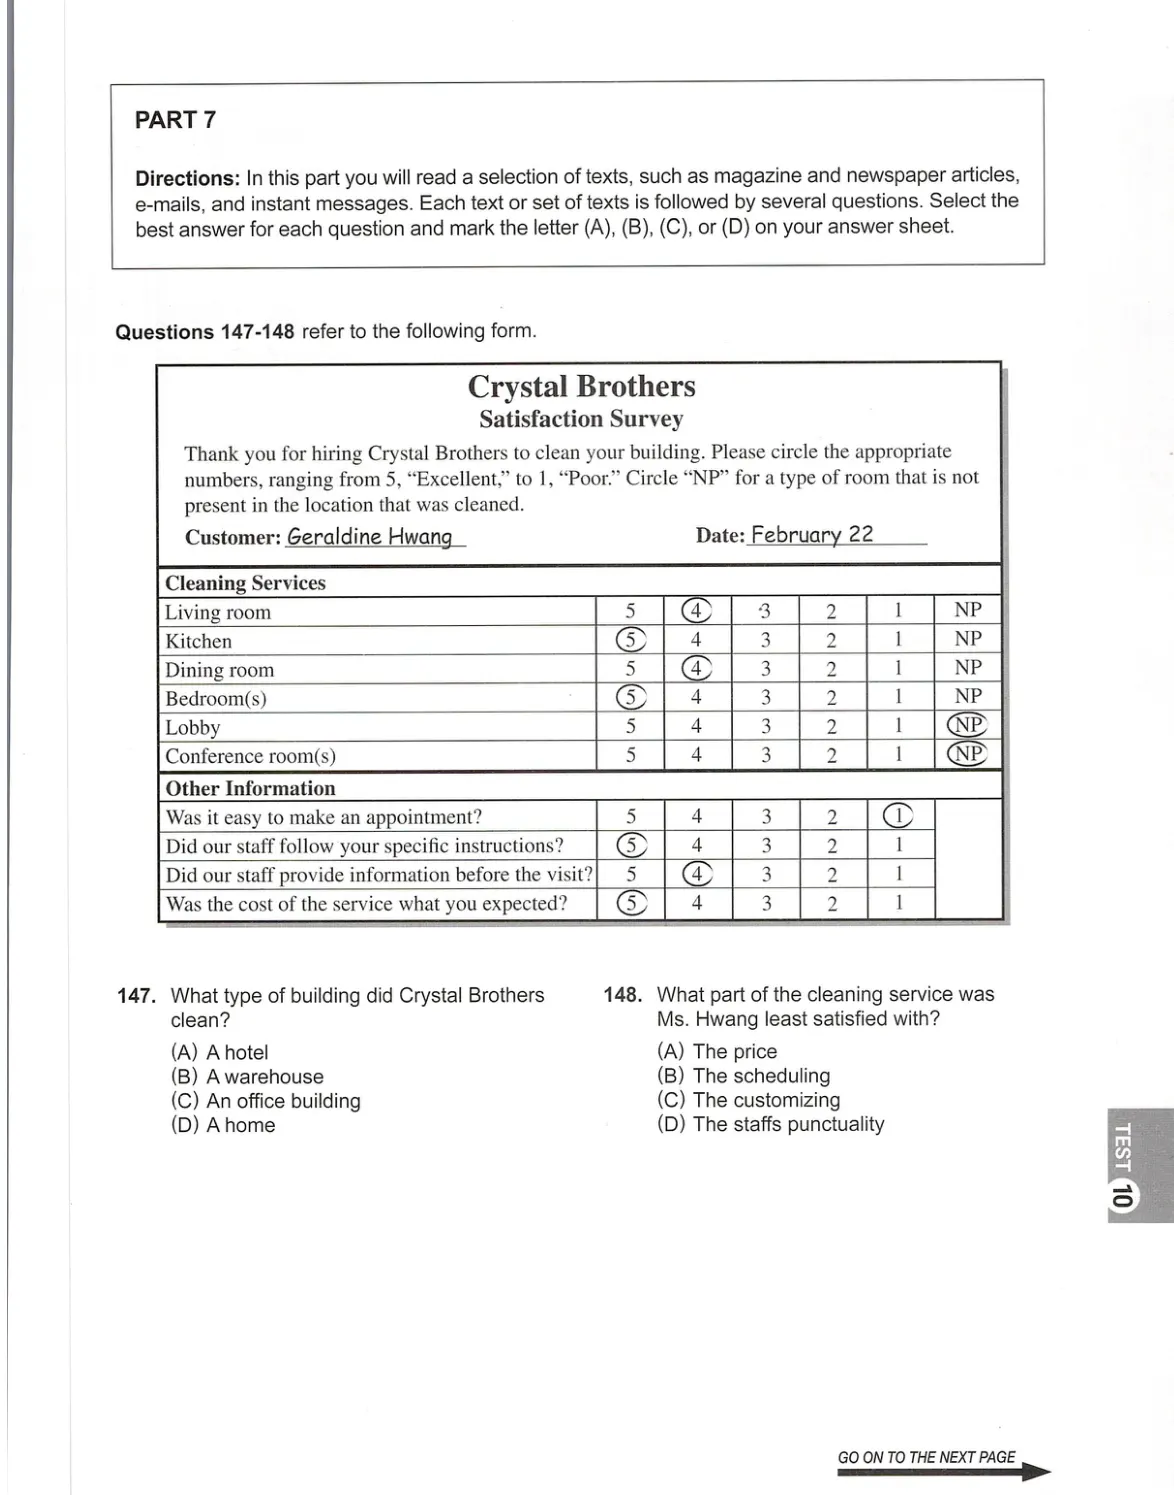 PART 7
Directions: In this part you will read a selection of texts, such as magazine and newspaper articles,
e-mails, and instant messages. Each text or set of texts is followed by several questions. Select the
best answer for each question and mark the letter (A), (B), (C), or (D) on your answer sheet.
Questions 147-148 refer to the following form.
Crystal Brothers
Satisfaction Survey
Thank you for hiring Crystal Brothers to clean your building. Please circle the appropriate
numbers, ranging from 5, “Excellent,” to 1, “Poor.” Circle “NP” for a type of room that is not
present in the location that was cleaned.
Customer: Geraldine Hwang Date: February 22
Cleaning Services
Living room 5 4 3 2 1 NP
Kitchen 5 4 3 2 1 NP
Dining room 5 4 3 2 1 NP
Bedroom(s) 5 4 3 2 1 NP
Lobby 5 4 3 2 1 NP
Conference room(s) 5 4 3 2 1 NP
Other Information
Was it easy to make an appointment? 5 4 3 2 1
Did our staff follow your specific instructions? 5 4 3 2 1
Did our staff provide information before the visit? 5 4 3 2 1
Was the cost of the service what you expected? 5 4 3 2 1
147. What type of building did Crystal Brothers
clean?
(A) A hotel
(B) A warehouse
(C) An office building
(D) A home
148. What part of the cleaning service was
Ms. Hwang least satisfied with?
(A) The price
(B) The scheduling
(C) The customizing
(D) The staffs punctuality
TEST 10
GO ON TO THE NEXT PAGE